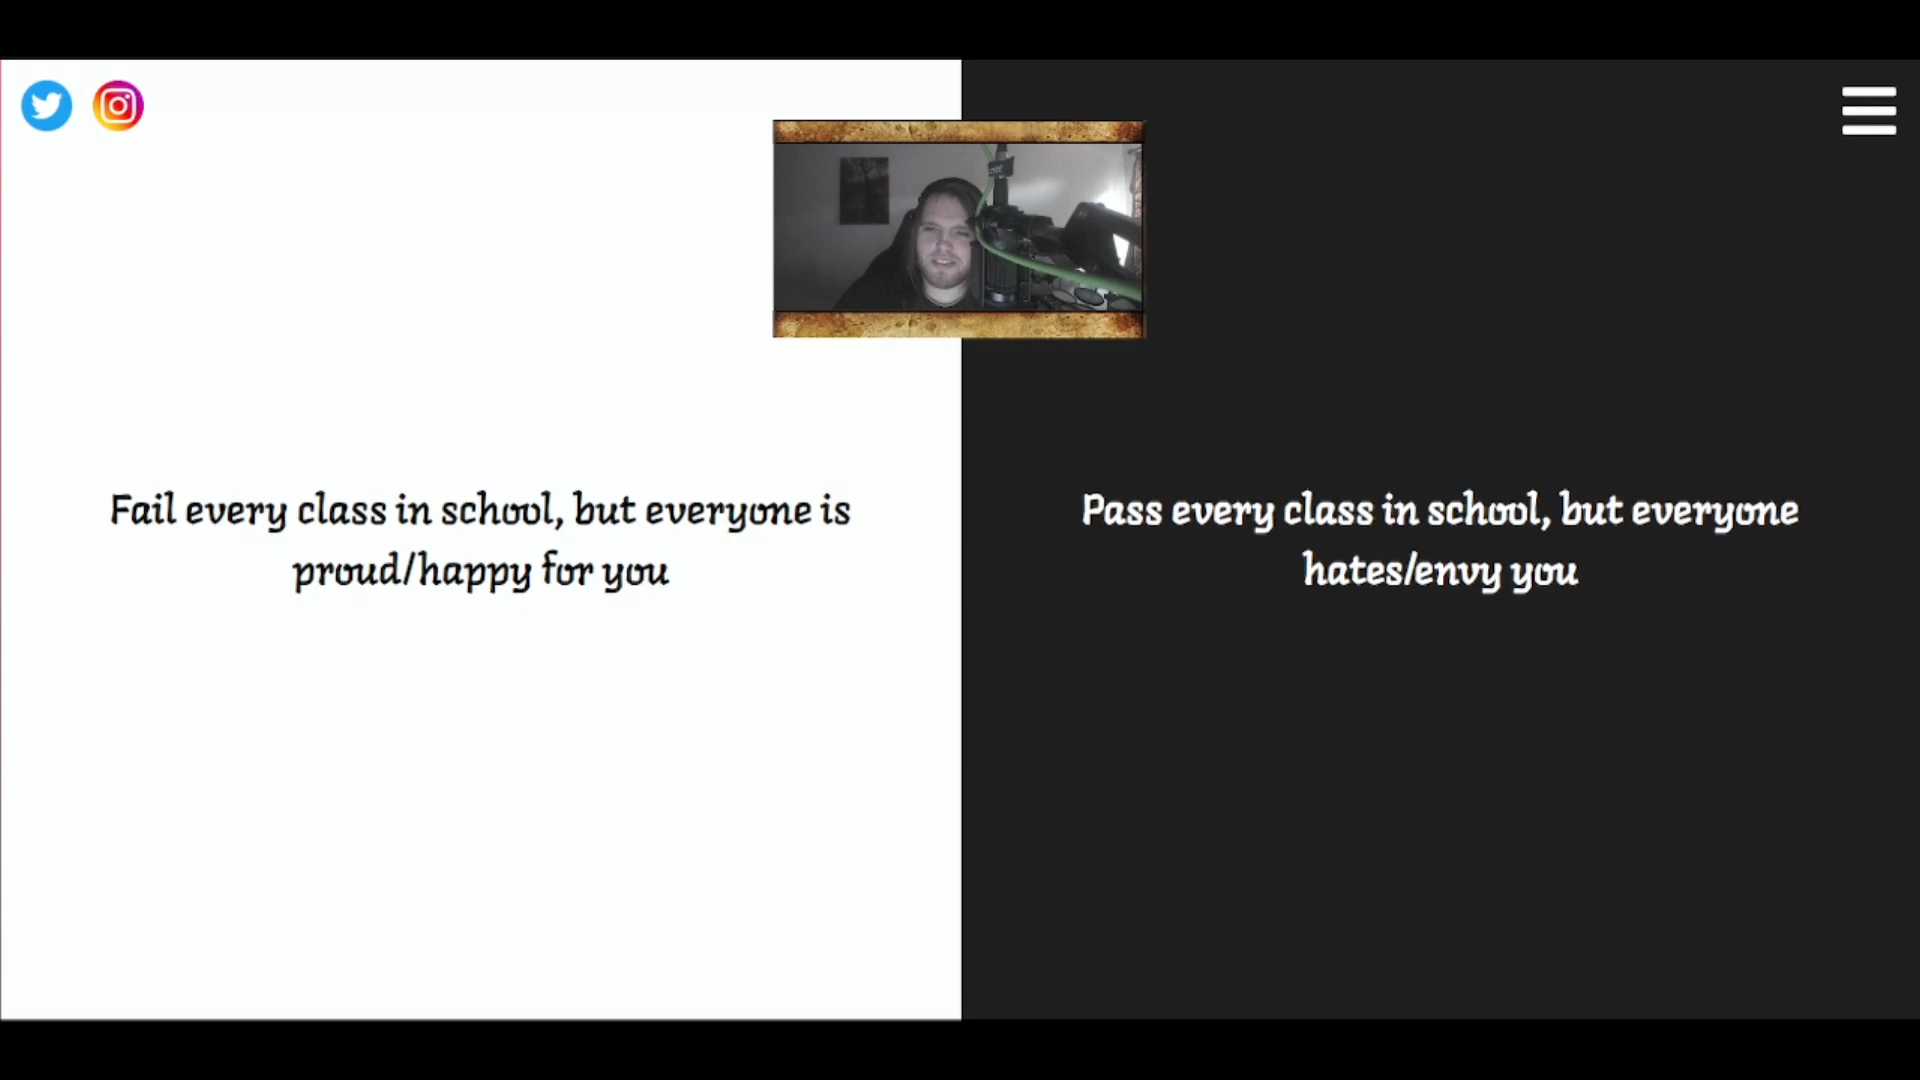 Fail every class in school, but everyone is
proud/happy for you
Pass every class in school, but everyone
hates/envy you